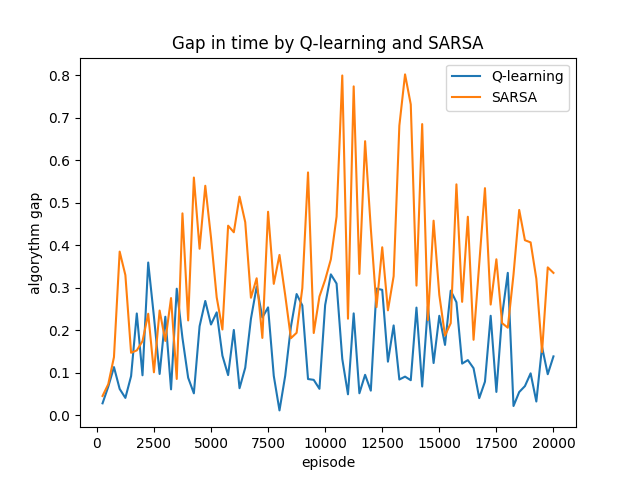 Gap in time by Q-learning and SARSA
Q-learning
SARSA
0.8
0.7
0.6
0.5
0.4
0.3
0.2
0.1
0.0
algorythm gap
0 2500 5000 7500 10000 12500 15000 17500 20000
episode